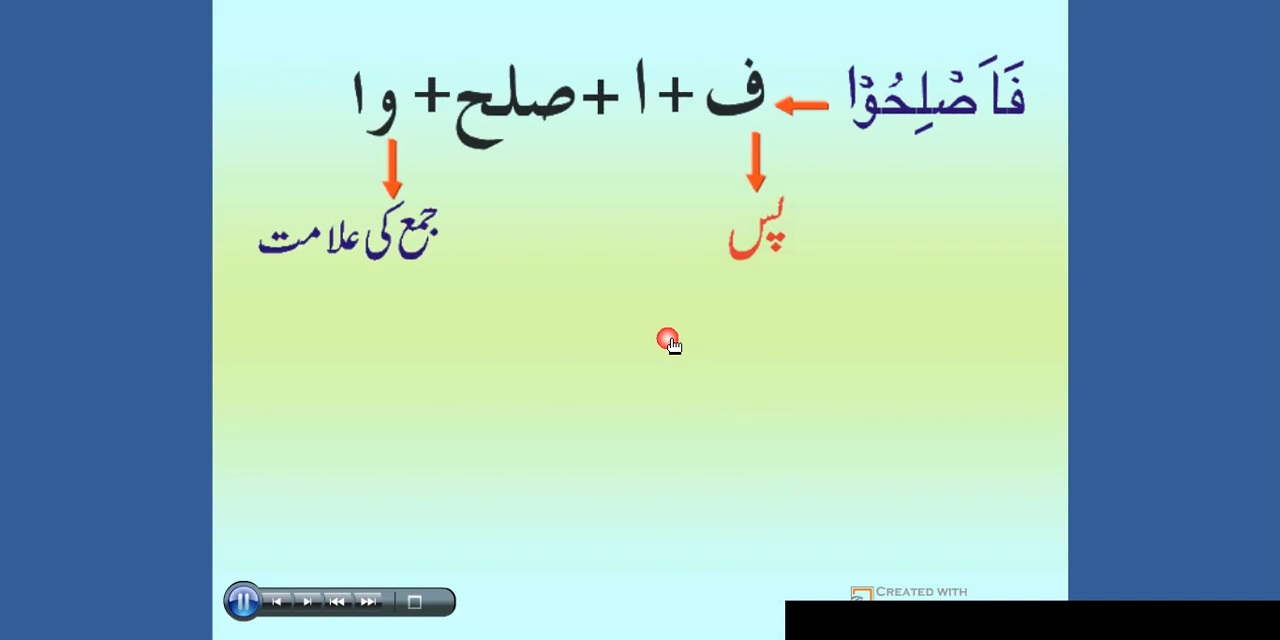 فَاَصۡلِحُوۡا ف + ا + صلح + وا
پس
جمع کی علامت
CREATED WITH